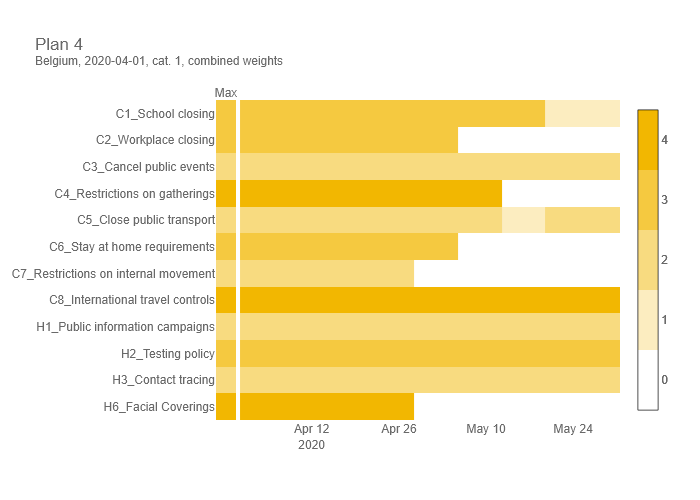 Plan 4
Belgium, 2020-04-01, cat. 1, combined weights
Max
C1_School closing
C2_Workplace closing
C3_Cancel public events
C4_Restrictions on gatherings
C5_Close public transport
C6_Stay at home requirements
C7_Restrictions on internal movement
C8_International travel controls
H1_Public information campaigns
H2_Testing policy
H3_Contact tracing
H6_Facial Coverings
Apr 12
2020
Apr 26
May 10
May 24
4
3
2
1
0